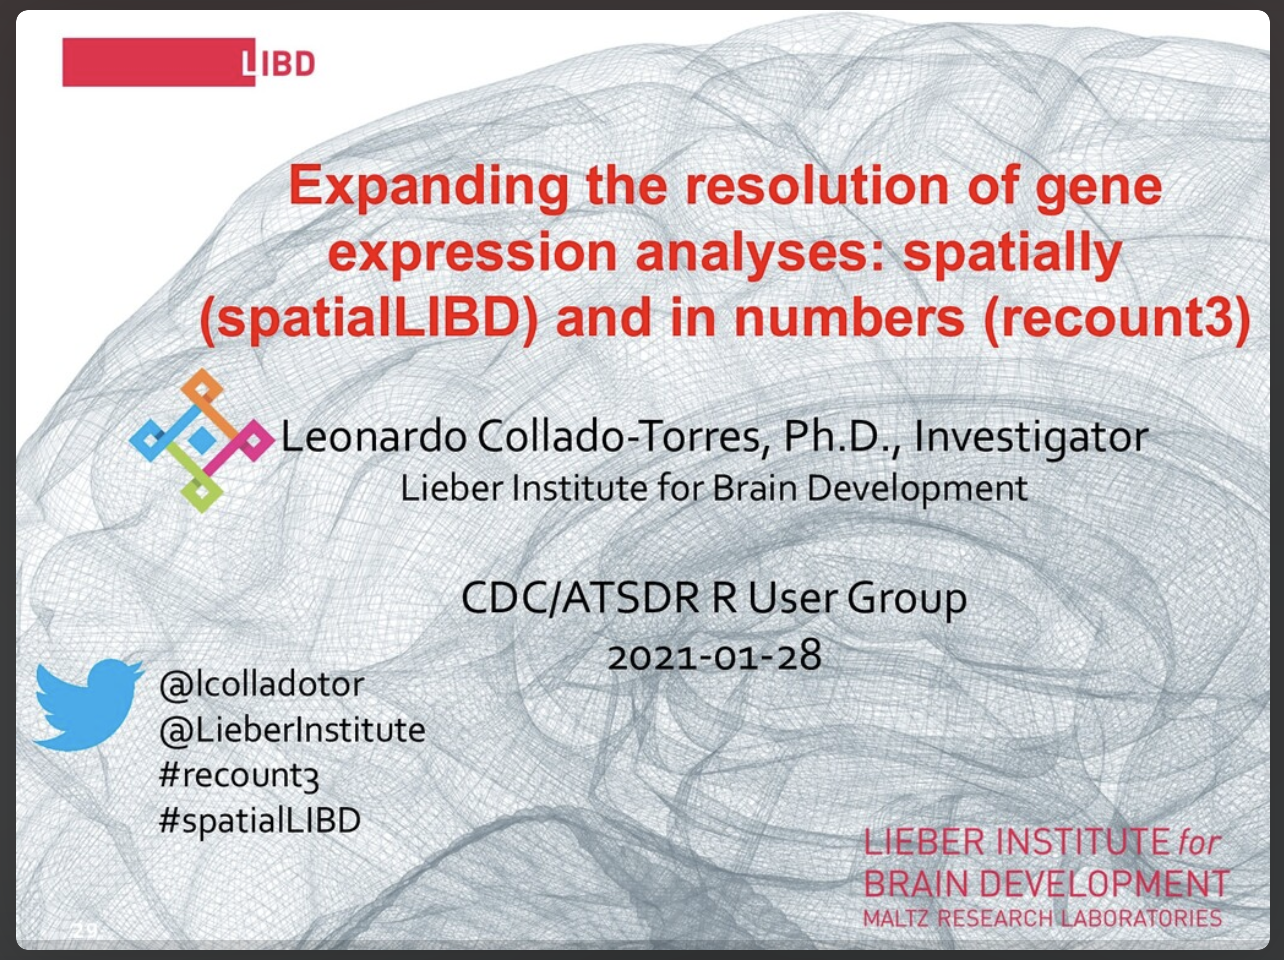 LIBD
Expanding the resolution of gene
expression analyses: spatially
(spatialLIBD) and in numbers (recount3)
Leonardo Collado-Torres, Ph.D., Investigator
Lieber Institute for Brain Development
CDC/ATSDR R User Group
2021-01-28
@lcolladotor
@LieberInstitute
#recount3
#spatialLIBD
LIEBER INSTITUTE for
BRAIN DEVELOPMENT
MALTZ RESEARCH LABORATORIES
29